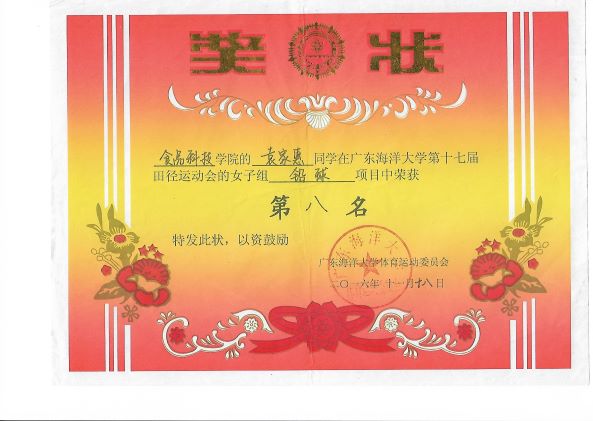 奖状
食品科技学院的 袁家惠 同学在广东海洋大学第十七届
田径运动会的女子组 铅球 项目中荣获
第八名
特发此状，以资鼓励
广东海洋大学体育运动委员会
二〇一六年十一月十八日